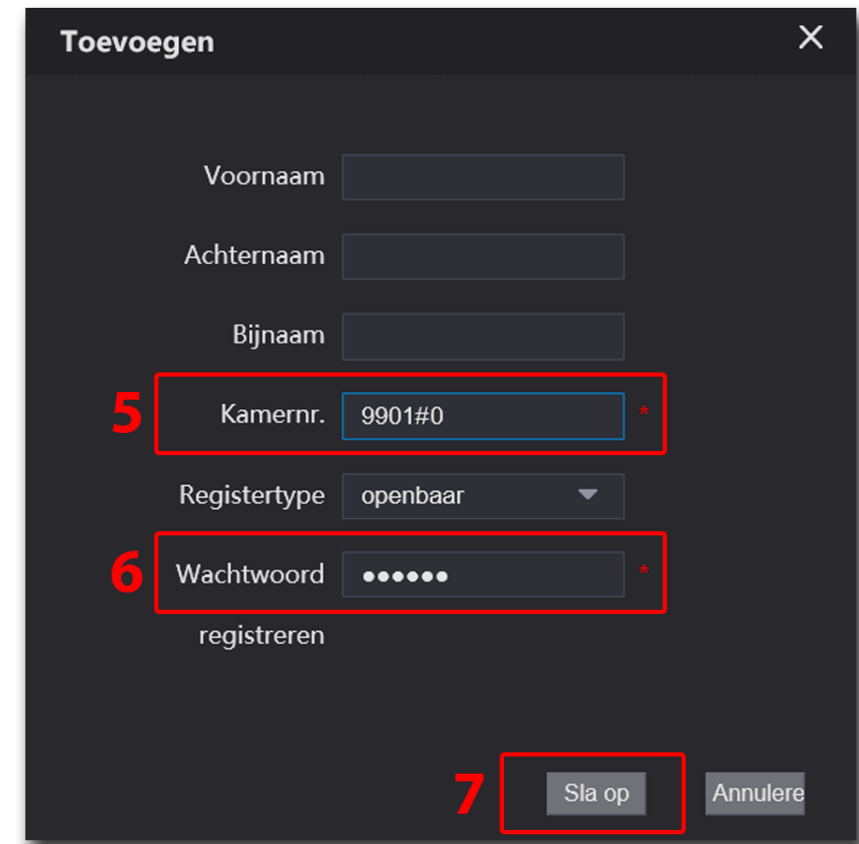 Toevoegen
Voornaam
Achternaam
Bijnaam
5 Kamernr. 9901#0 *
Registertype openbaar
6 Wachtwoord •••••• *
registreren
7 Sla op Annulere